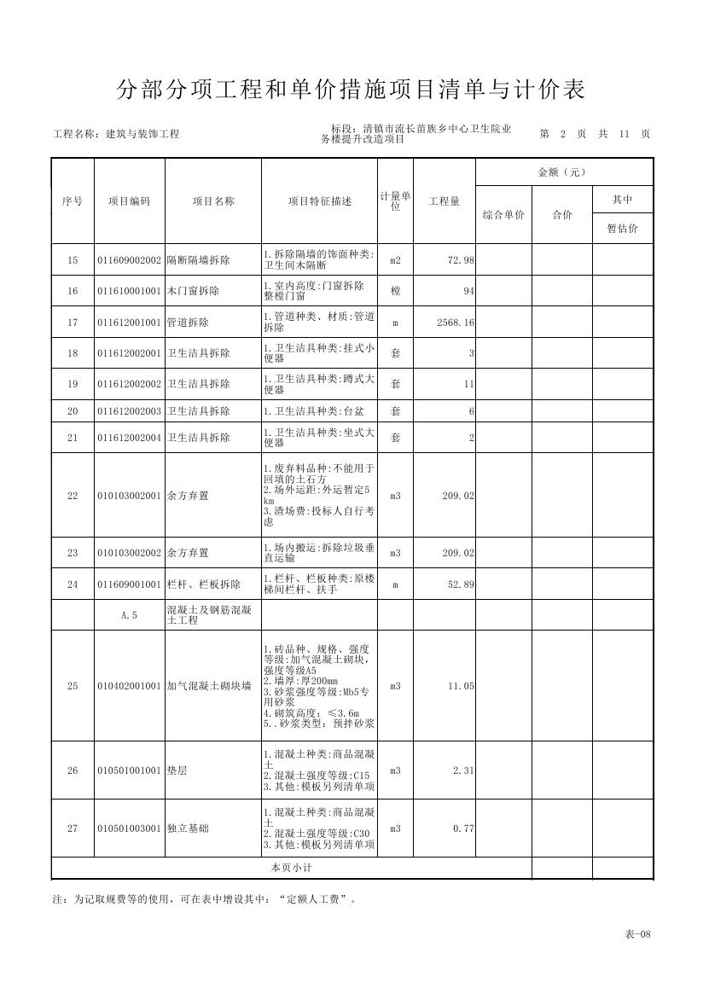 分部分项工程和单价措施项目清单与计价表
工程名称：建筑与装饰工程
标段：清镇市流长苗族乡中心卫生院业
务楼提升改造项目
第 2 页 共 11 页
序号 项目编码 项目名称 项目特征描述 计量单位 工程量 金额（元）
综合单价 合价 其中
暂估价
15 011609002002 隔断隔墙拆除 1.拆除隔墙的饰面种类:
卫生间木隔断 m2 72.98
16 011610001001 木门窗拆除 1.室内高度:门窗拆除
整樘门窗 樘 94
17 011612001001 管道拆除 1.管道种类、材质:管道
拆除 m 2568.16
18 011612002001 卫生洁具拆除 1.卫生洁具种类:挂式小
便器 套 3
19 011612002002 卫生洁具拆除 1.卫生洁具种类:蹲式大
便器 套 11
20 011612002003 卫生洁具拆除 1.卫生洁具种类:台盆 套 6
21 011612002004 卫生洁具拆除 1.卫生洁具种类:坐式大
便器 套 2
22 010103002001 余方弃置 1.废弃料品种:不能用于
回填的土石方
2.场外运距:外运暂定5
km
3.渣场费:投标人自行考
虑 m3 209.02
23 010103002002 余方弃置 1.场内搬运:拆除垃圾垂
直运输 m3 209.02
24 011609001001 栏杆、栏板拆除 1.栏杆、栏板种类:原楼
梯间栏杆、扶手 m 52.89
A.5 混凝土及钢筋混凝
土工程
25 010402001001 加气混凝土砌块墙 1.砖品种、规格、强度
等级:加气混凝土砌块，
强度等级A5
2.墙厚:厚200mm
3.砂浆强度等级:Mb5专
用砂浆
4.砌筑高度：≤3.6m
5..砂浆类型：预拌砂浆 m3 11.05
26 010501001001 垫层 1.混凝土种类:商品混凝
土
2.混凝土强度等级:C15
3.其他:模板另列清单项 m3 2.31
27 010501003001 独立基础 1.混凝土种类:商品混凝
土
2.混凝土强度等级:C30
3.其他:模板另列清单项 m3 0.77
本页小计
注：为记取规费等的使用，可在表中增设其中：“定额人工费”。
表-08